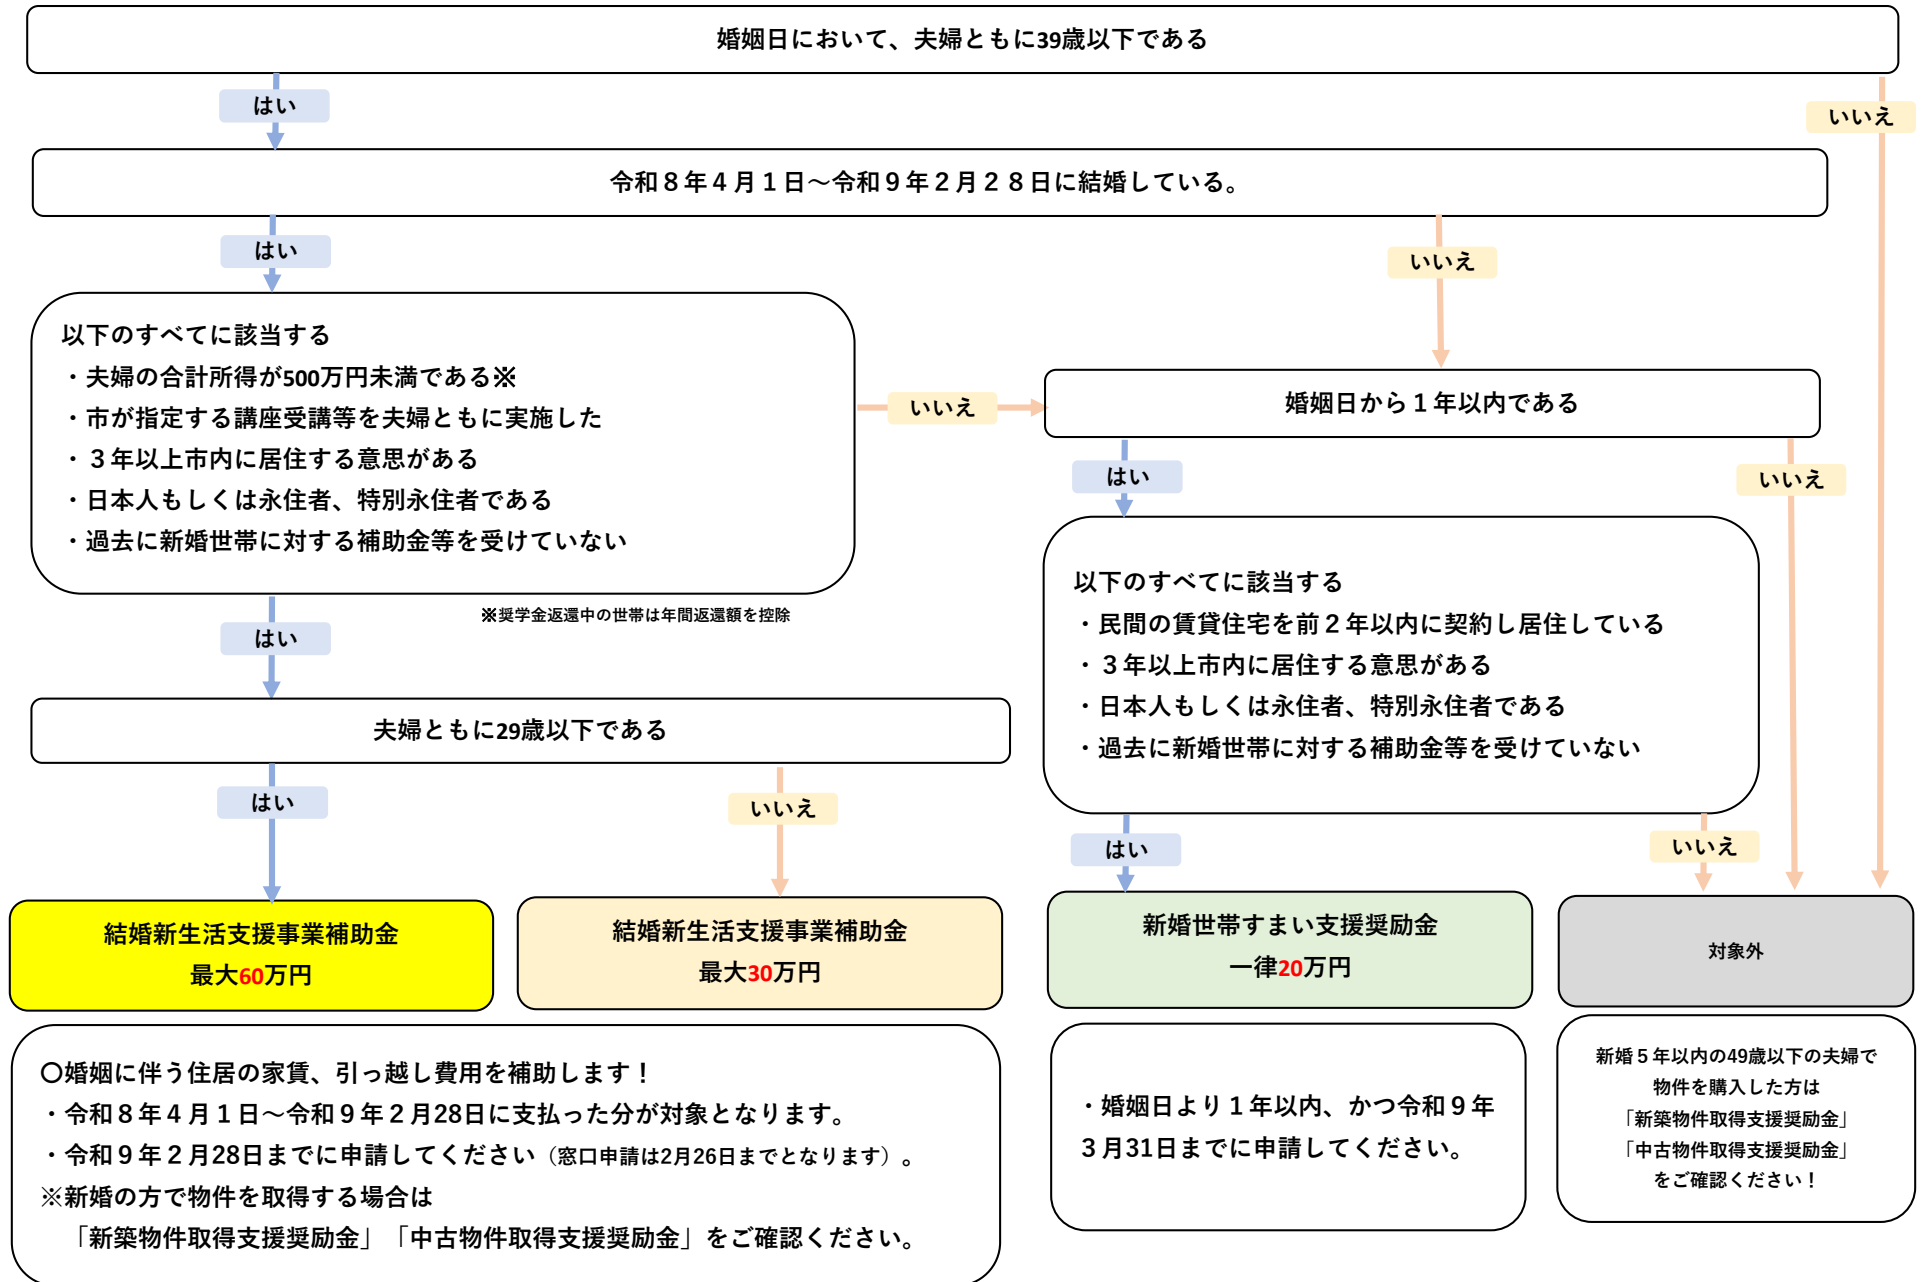 婚姻日において、夫婦ともに39歳以下である
はい
いいえ
令和８年４月１日～令和９年２月２８日に結婚している。
はい
いいえ
以下のすべてに該当する
・夫婦の合計所得が500万円未満である※
・市が指定する講座受講等を夫婦ともに実施した
・３年以上市内に居住する意思がある
・日本人もしくは永住者、特別永住者である
・過去に新婚世帯に対する補助金等を受けていない
いいえ
婚姻日から１年以内である
はい
いいえ
※奨学金返還中の世帯は年間返還額を控除
はい
以下のすべてに該当する
・民間の賃貸住宅を前２年以内に契約し居住している
・３年以上市内に居住する意思がある
・日本人もしくは永住者、特別永住者である
・過去に新婚世帯に対する補助金等を受けていない
夫婦ともに29歳以下である
はい
いいえ
はい
いいえ
結婚新生活支援事業補助金
最大60万円
結婚新生活支援事業補助金
最大30万円
新婚世帯すまい支援奨励金
一律20万円
対象外
〇婚姻に伴う住居の家賃、引っ越し費用を補助します！
・令和８年４月１日～令和９年２月28日に支払った分が対象となります。
・令和９年２月28日までに申請してください（窓口申請は2月26日までとなります）。
※新婚の方で物件を取得する場合は
「新築物件取得支援奨励金」「中古物件取得支援奨励金」をご確認ください。
・婚姻日より１年以内、かつ令和９年
３月31日までに申請してください。
新婚５年以内の49歳以下の夫婦で
物件を購入した方は
「新築物件取得支援奨励金」
「中古物件取得支援奨励金」
をご確認ください！